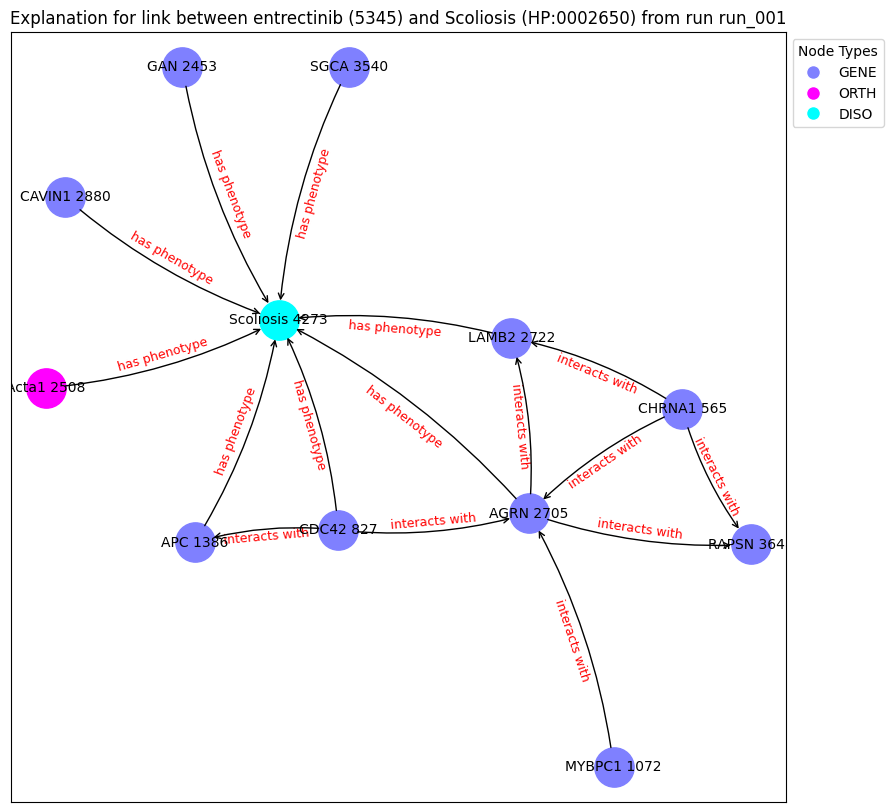 Explanation for link between entrectinib (5345) and Scoliosis (HP:0002650) from run run_001
Node Types
GENE
ORTH
DISO
GAN 2453
SGCA 3540
has phenotype
has phenotype
CAVIN1 2880
has phenotype
Scoliosis 4273
has phenotype
LAMB2 2722
has phenotype
Acta1 2508
interacts with
CHRNA1 565
has phenotype
has phenotype
has phenotype
interacts with
interacts with
interacts with
APC 1386
interacts with
CDC42 827
interacts with
AGRN 2705
interacts with
RAPSN 364
interacts with
MYBPC1 1072